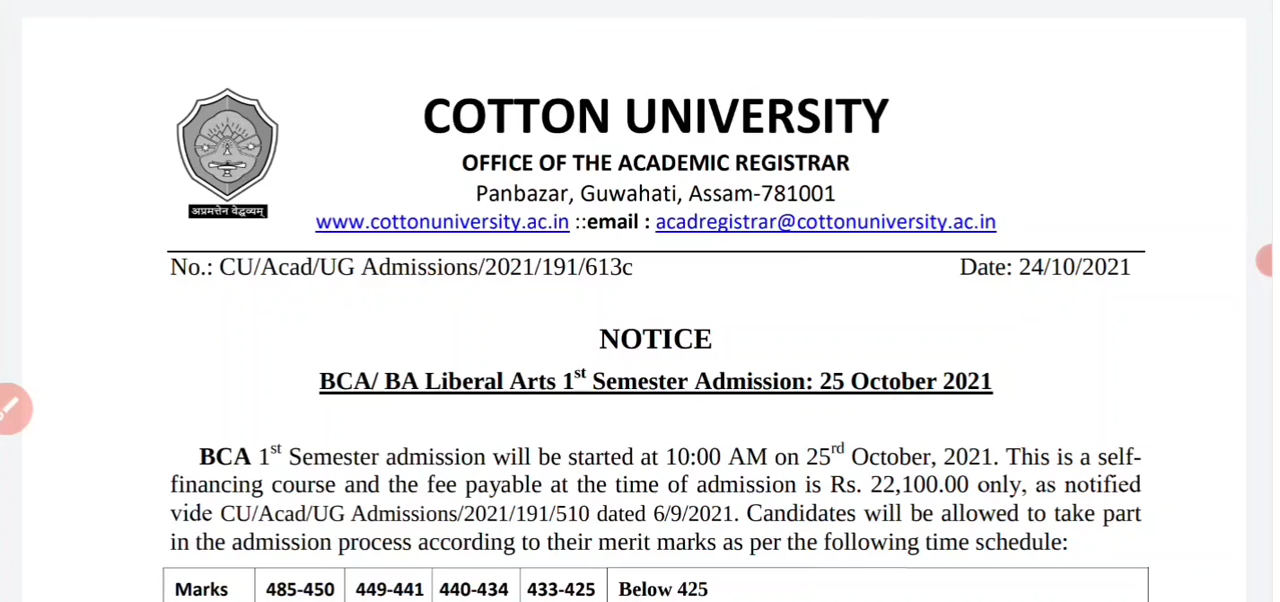 COTTON UNIVERSITY
OFFICE OF THE ACADEMIC REGISTRAR
Panbazar, Guwahati, Assam-781001
www.cottonuniversity.ac.in ::email : acadregistrar@cottonuniversity.ac.in
अप्रमत्तेन वेद्धव्यम्
No.: CU/Acad/UG Admissions/2021/191/613c Date: 24/10/2021
NOTICE
BCA/ BA Liberal Arts 1st Semester Admission: 25 October 2021
BCA 1st Semester admission will be started at 10:00 AM on 25rd October, 2021. This is a self-
financing course and the fee payable at the time of admission is Rs. 22,100.00 only, as notified
vide CU/Acad/UG Admissions/2021/191/510 dated 6/9/2021. Candidates will be allowed to take part
in the admission process according to their merit marks as per the following time schedule:
Marks 485-450 449-441 440-434 433-425 Below 425